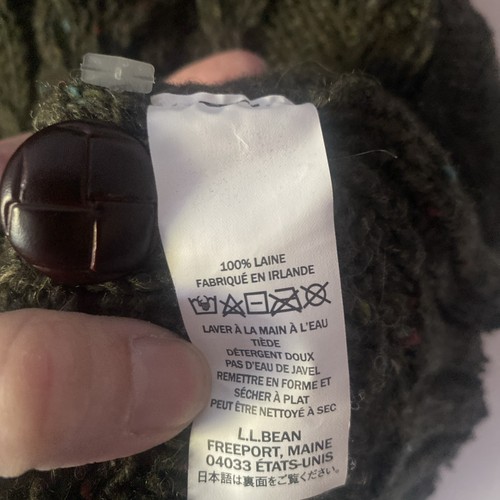 100% LAINE
FABRIQUÉ EN IRLANDE
LAVER À LA MAIN À L'EAU
TIÈDE
DÉTERGENT DOUX
PAS D'EAU DE JAVEL
REMETTRE EN FORME ET
SÉCHER À PLAT
PEUT ÊTRE NETTOYÉ À SEC
L.L.BEAN
FREEPORT, MAINE
04033 ÉTATS-UNIS
日本語は裏面をご覧ください。